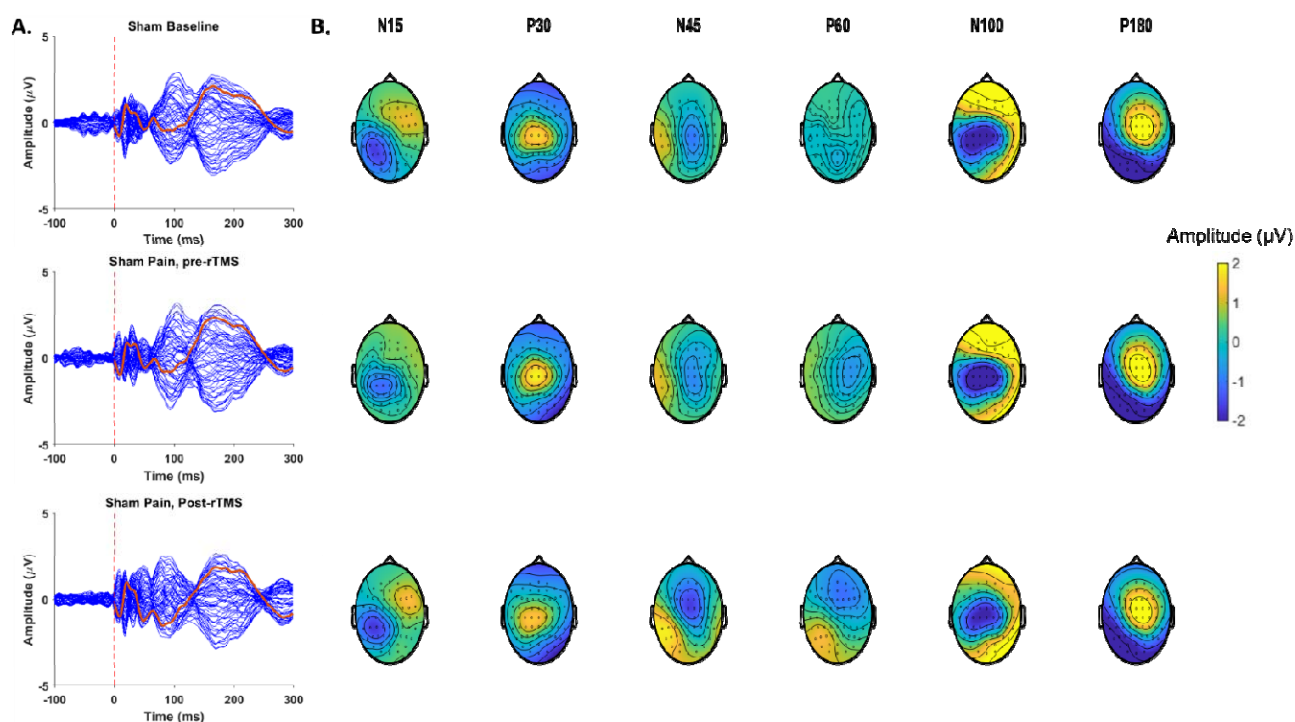 A.
Sham Baseline
5
0
-5
Amplitude (µV)
-100 0 100 200 300
Time (ms)
Sham Pain, pre-rTMS
5
0
-5
Amplitude (µV)
-100 0 100 200 300
Time (ms)
Sham Pain, Post-rTMS
5
0
-5
Amplitude (µV)
-100 0 100 200 300
Time (ms)
B.
N15 P30 N45 P60 N100 P180
Amplitude (µV)
2
1
0
-1
-2